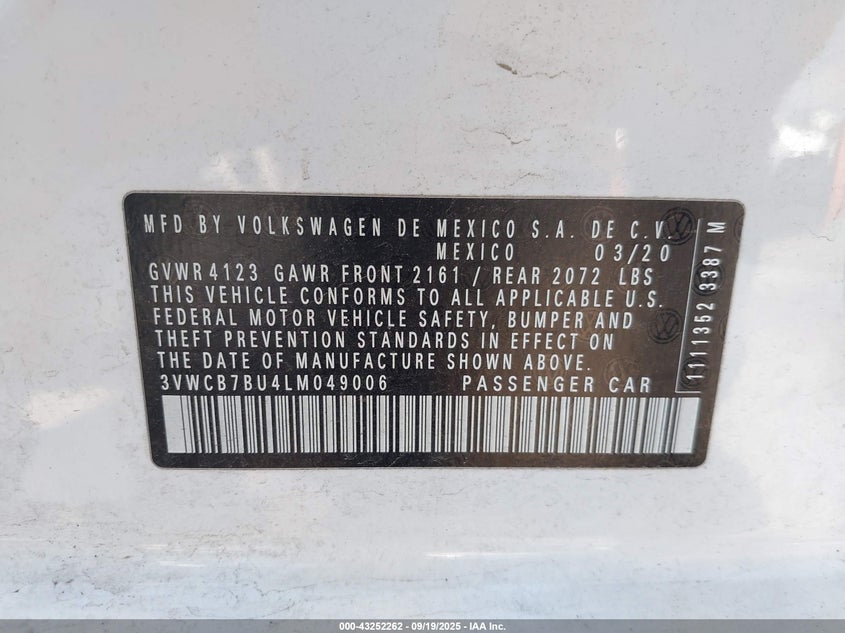 MFD BY VOLKSWAGEN DE MEXICO S.A. DE C.V.
MEXICO 03/20
GVWR 4123 GAWR FRONT 2161 / REAR 2072 LBS
THIS VEHICLE CONFORMS TO ALL APPLICABLE U.S.
FEDERAL MOTOR VEHICLE SAFETY, BUMPER AND
THEFT PREVENTION STANDARDS IN EFFECT ON
THE DATE OF MANUFACTURE SHOWN ABOVE.
3VWCB7BU4LM049006 PASSENGER CAR
1111352 3387 M
000-43252262 - 09/19/2025 - IAA Inc.